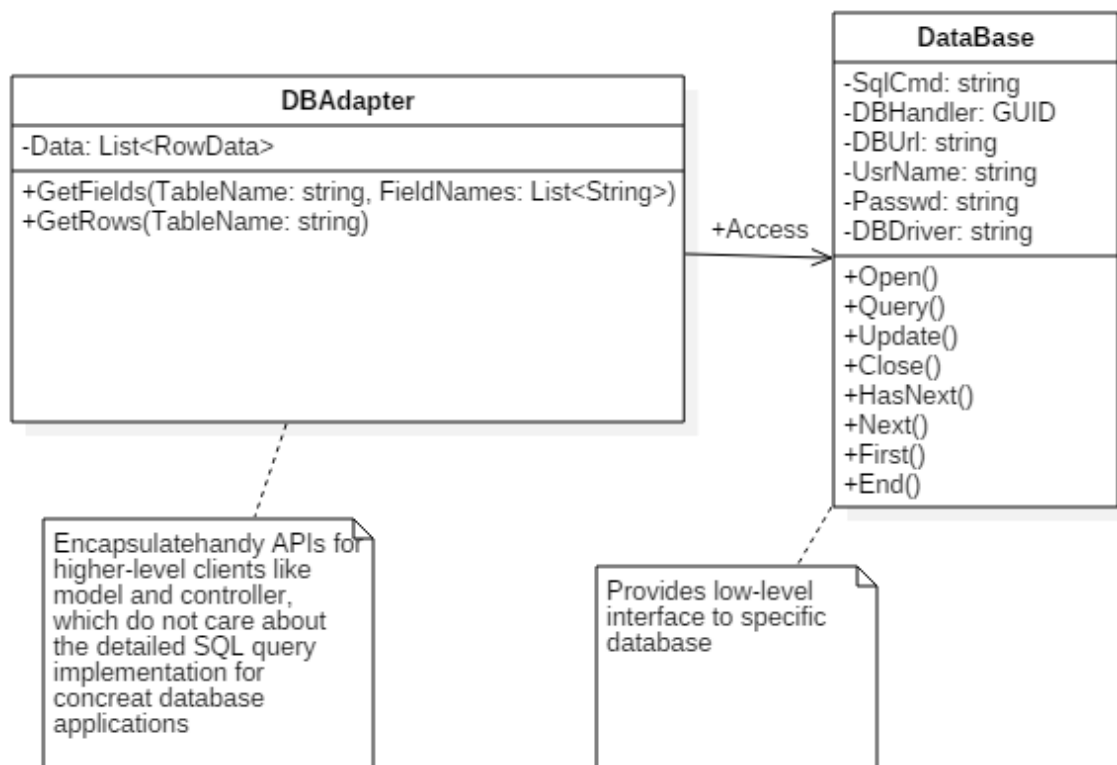 DBAdapter
-Data: List<RowData>
+GetFields(TableName: string, FieldNames: List<String>)
+GetRows(TableName: string)
+Access
DataBase
-SqlCmd: string
-DBHandler: GUID
-DBUrl: string
-UsrName: string
-Passwd: string
-DBDriver: string
+Open()
+Query()
+Update()
+Close()
+HasNext()
+Next()
+First()
+End()
Encapsulatehandy APIs for
higher-level clients like
model and controller,
which do not care about
the detailed SQL query
implementation for
concreat database
applications
Provides low-level
interface to specific
database